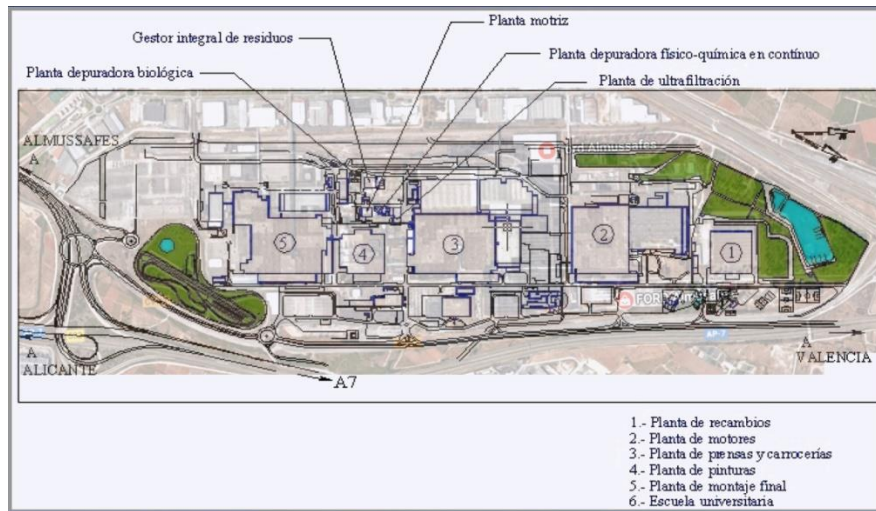 Planta motriz
Gestor integral de residuos
Planta depuradora físico-química en contínuo
Planta depuradora biológica
Planta de ultrafiltración
ALMUSSAFES
A
5
4
3
2
1
AP-7
A
ALICANTE
A7
A
VALENCIA
1.- Planta de recambios
2.- Planta de motores
3.- Planta de prensas y carrocerías
4.- Planta de pinturas
5.- Planta de montaje final
6.- Escuela universitaria